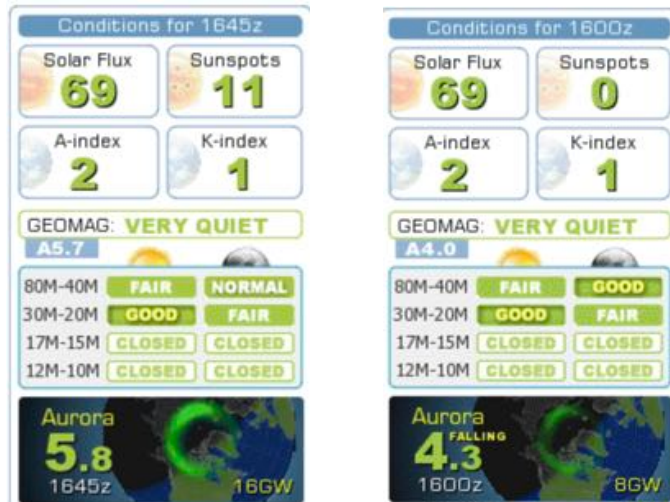 Conditions for 1645z
Solar Flux Sunspots
69 11
A-index K-index
2 1
GEOMAG: VERY QUIET
A5.7
80M-40M FAIR NORMAL
30M-20M GOOD FAIR
17M-15M CLOSED CLOSED
12M-10M CLOSED CLOSED
Aurora
5.8
1645z 16GW
Conditions for 1600z
Solar Flux Sunspots
69 0
A-index K-index
2 1
GEOMAG: VERY QUIET
A4.0
80M-40M FAIR GOOD
30M-20M GOOD FAIR
17M-15M CLOSED CLOSED
12M-10M CLOSED CLOSED
Aurora
4.3 FALLING
1600z 8GW